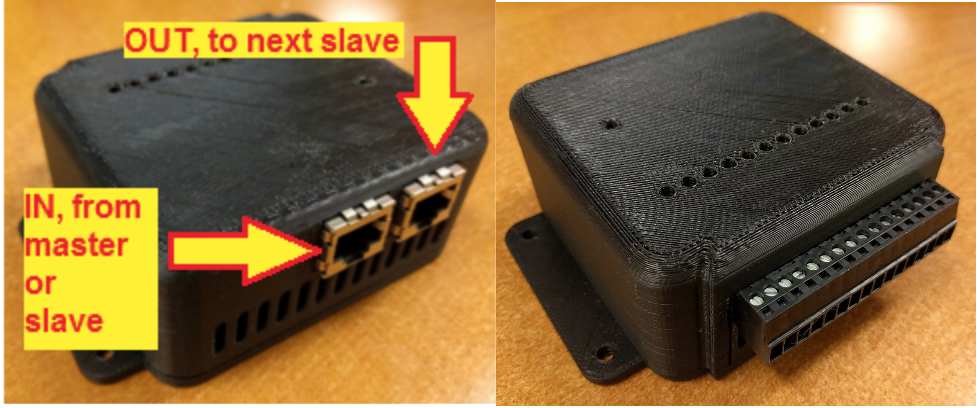 OUT, to next slave
IN, from
master
or
slave